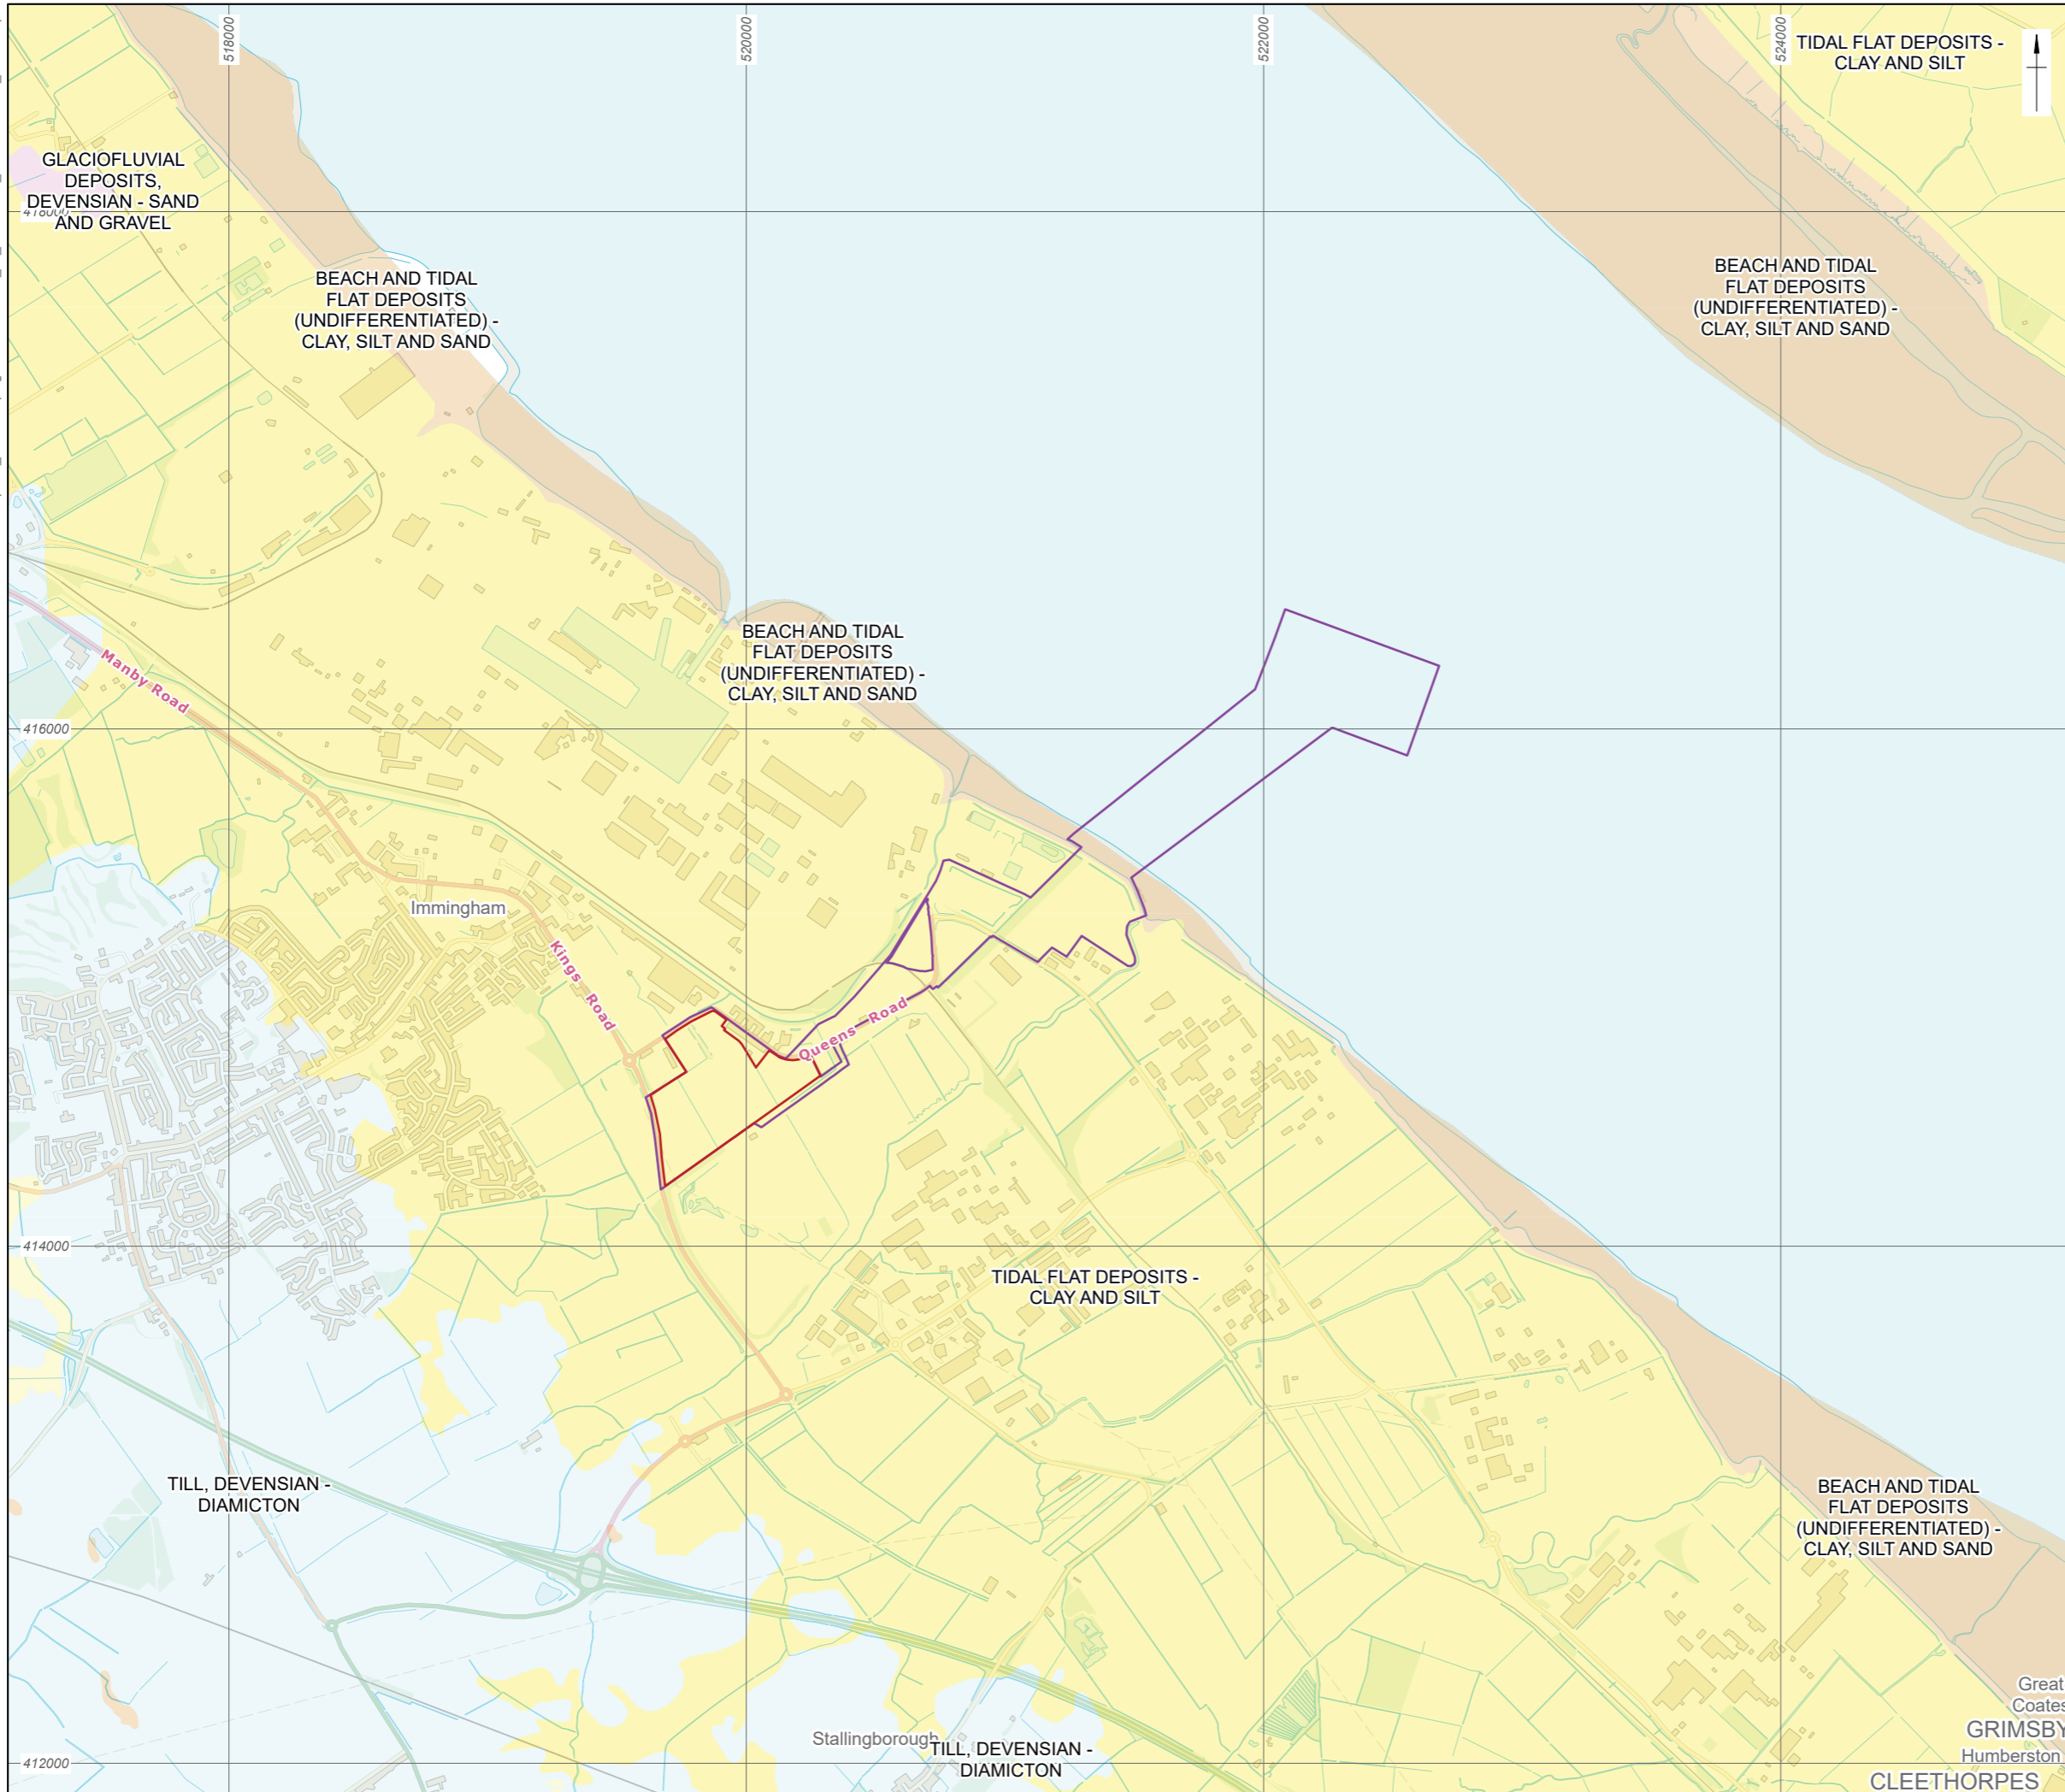 518000
520000
522000
524000
TIDAL FLAT DEPOSITS -
CLAY AND SILT
GLACIOFLUVIAL
DEPOSITS,
DEVENSIAN - SAND
AND GRAVEL
418000
BEACH AND TIDAL
FLAT DEPOSITS
(UNDIFFERENTIATED) -
CLAY, SILT AND SAND
BEACH AND TIDAL
FLAT DEPOSITS
(UNDIFFERENTIATED) -
CLAY, SILT AND SAND
BEACH AND TIDAL
FLAT DEPOSITS
(UNDIFFERENTIATED) -
CLAY, SILT AND SAND
Manby Road
416000
Immingham
Kings Road
Queens Road
414000
TIDAL FLAT DEPOSITS -
CLAY AND SILT
TILL, DEVENSIAN -
DIAMICTON
BEACH AND TIDAL
FLAT DEPOSITS
(UNDIFFERENTIATED) -
CLAY, SILT AND SAND
Great
Coates
GRIMSBY
Humberston
CLEETHORPES
Stallingborough
TILL, DEVENSIAN -
DIAMICTON
412000